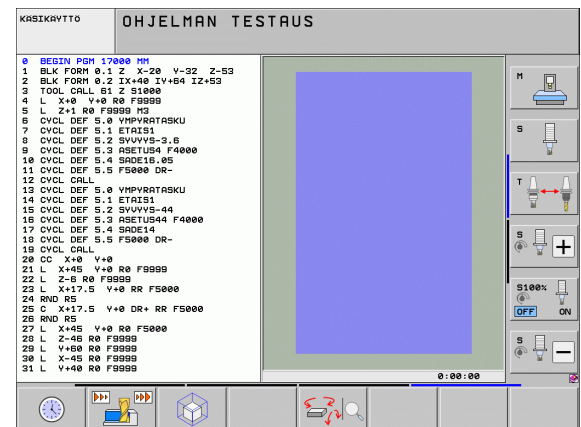 KÄSIKÄYTTÖ
OHJELMAN TESTAUS
0 BEGIN PGM 17000 MM
1 BLK FORM 0.1 Z X-20 Y-32 Z-53
2 BLK FORM 0.2 IX+40 IY+64 IZ+53
3 TOOL CALL 61 Z S1000
4 L X+0 Y+0 R0 F9999
5 L Z+1 R0 F9999 M3
6 CYCL DEF 5.0 YMPYRATASKU
7 CYCL DEF 5.1 ETAIS1
8 CYCL DEF 5.2 SYVYYS-3.6
9 CYCL DEF 5.3 ASETUS4 F4000
10 CYCL DEF 5.4 SADE16.05
11 CYCL DEF 5.5 F5000 DR-
12 CYCL CALL
13 CYCL DEF 5.0 YMPYRATASKU
14 CYCL DEF 5.1 ETAIS1
15 CYCL DEF 5.2 SYVYYS-44
16 CYCL DEF 5.3 ASETUS44 F4000
17 CYCL DEF 5.4 SADE14
18 CYCL DEF 5.5 F5000 DR-
19 CYCL CALL
20 CC X+0 Y+0
21 L X+45 Y+0 R0 F9999
22 L Z-6 R0 F9999
23 L X+17.5 Y+0 RR F5000
24 RND R5
25 C X+17.5 Y+0 DR+ RR F5000
26 RND R5
27 L X+45 Y+0 R0 F5000
28 L Z-46 R0 F9999
29 L Y+60 R0 F9999
30 L X-45 R0 F9999
31 L Y+40 R0 F9999
0:00:00
M
S
T
S
+
S100%
OFF ON
S
−